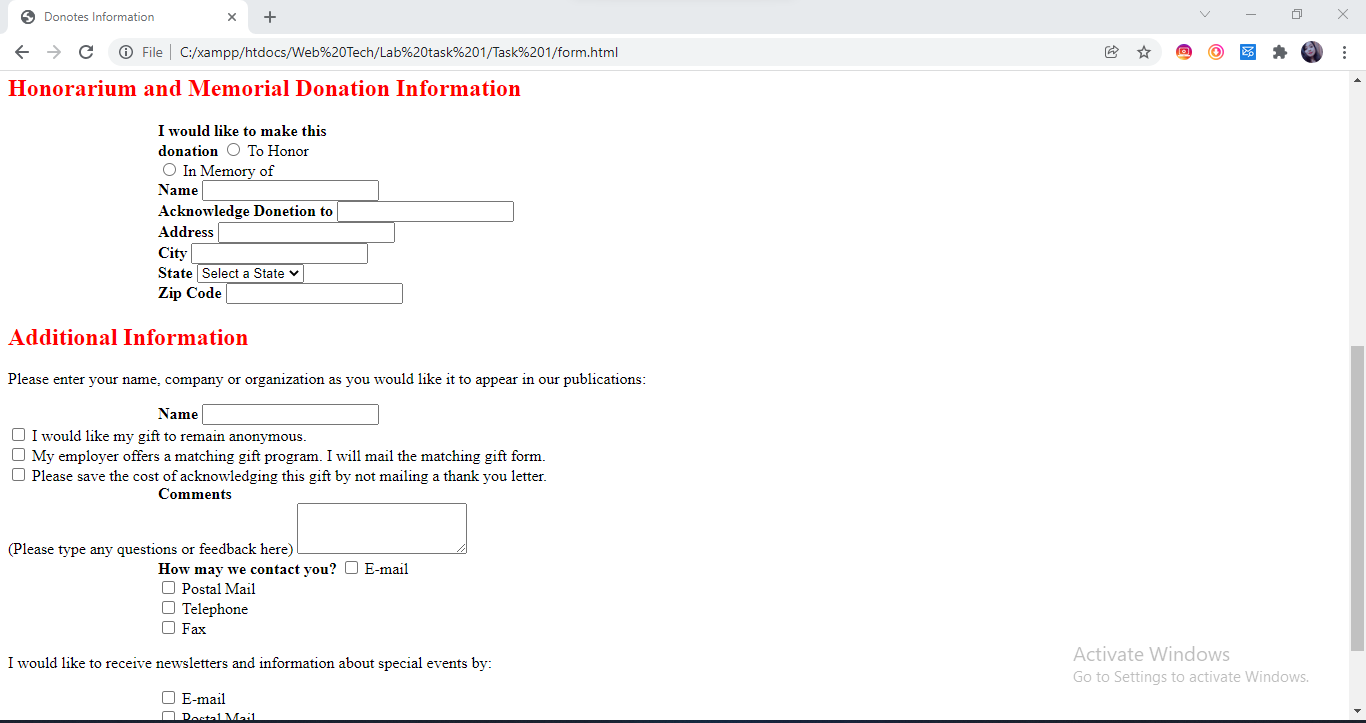 Donotes Information
File
C:/xampp/htdocs/Web%20Tech/Lab%20task%201/Task%201/form.html
Honorarium and Memorial Donation Information
I would like to make this
donation To Honor
In Memory of
Name
Acknowledge Donetion to
Address
City
State Select a State
Zip Code
Additional Information
Please enter your name, company or organization as you would like it to appear in our publications:
Name
I would like my gift to remain anonymous.
My employer offers a matching gift program. I will mail the matching gift form.
Please save the cost of acknowledging this gift by not mailing a thank you letter.
Comments
(Please type any questions or feedback here)
How may we contact you? E-mail
Postal Mail
Telephone
Fax
I would like to receive newsletters and information about special events by:
E-mail
Postal Mail
Activate Windows
Go to Settings to activate Windows.